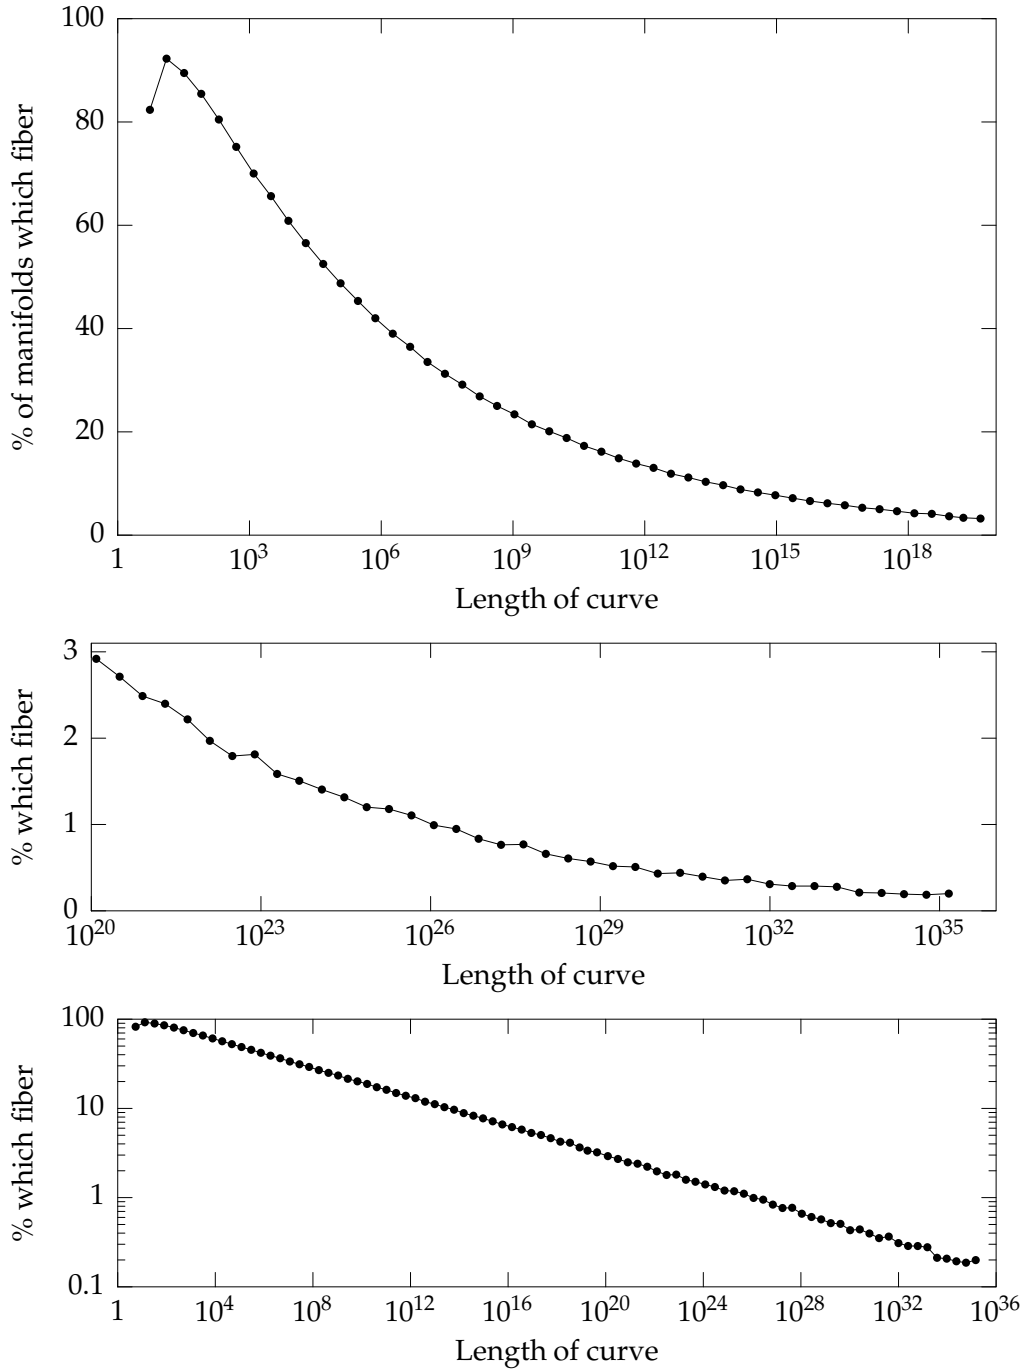 100
80
60
40
20
0
% of manifolds which fiber
1 10^3 10^6 10^9 10^12 10^15 10^18
Length of curve
3
2
1
0
% which fiber
10^20 10^23 10^26 10^29 10^32 10^35
Length of curve
100
10
1
0.1
% which fiber
1 10^4 10^8 10^12 10^16 10^20 10^24 10^28 10^32 10^36
Length of curve